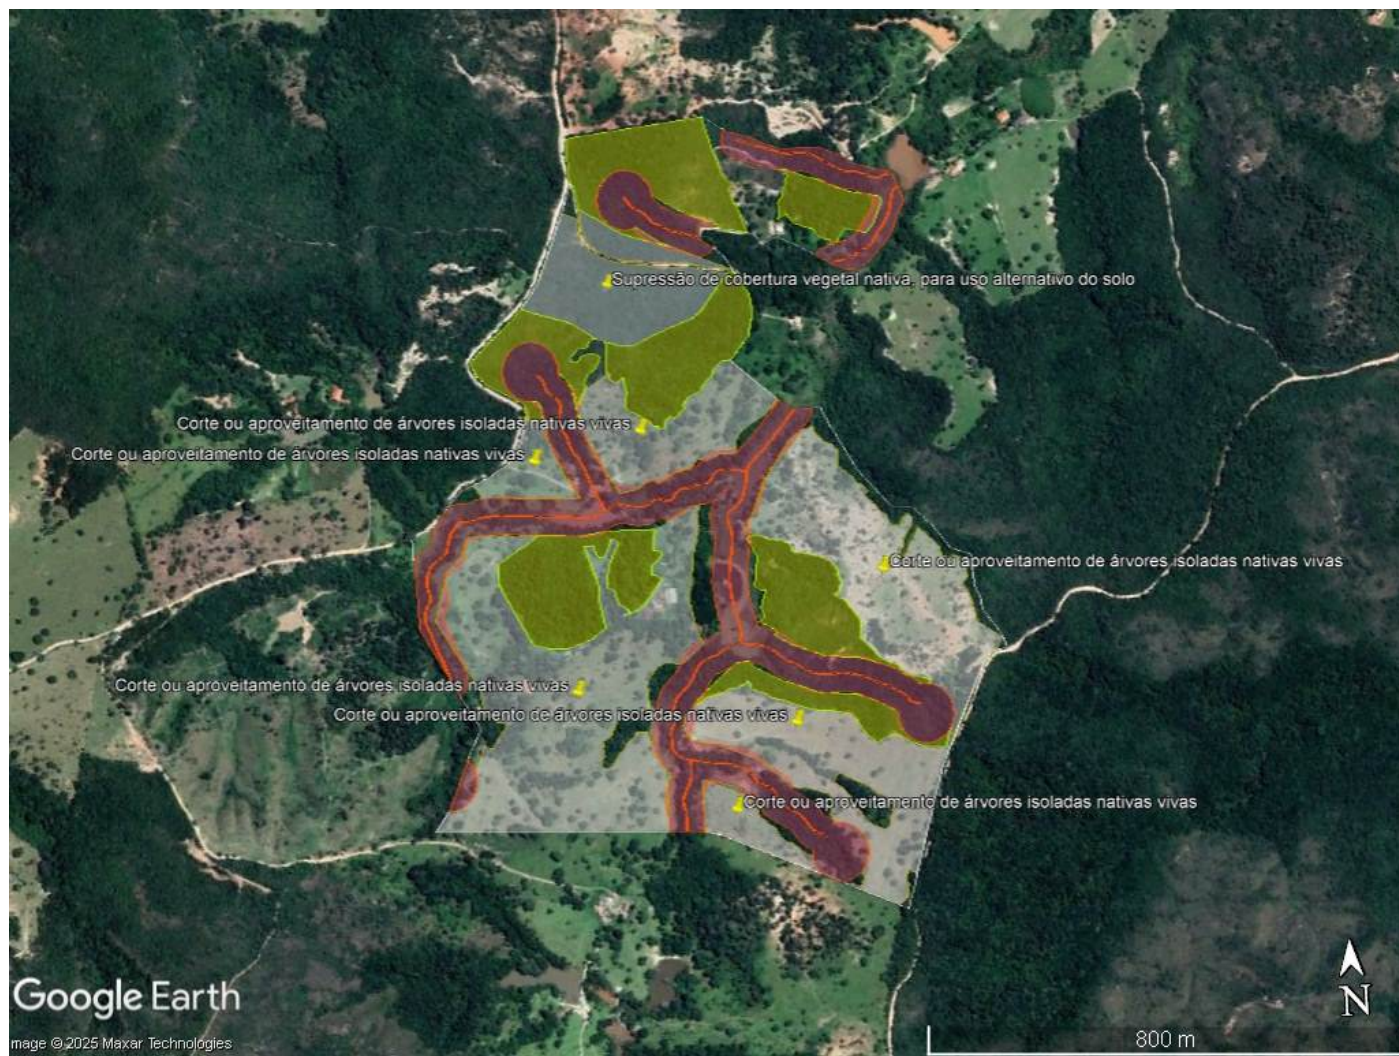 Supressão de cobertura vegetal nativa, para uso alternativo do solo
Corte ou aproveitamento de árvores isoladas nativas vivas
Corte ou aproveitamento de árvores isoladas nativas vivas
Corte ou aproveitamento de árvores isoladas nativas vivas
Corte ou aproveitamento de árvores isoladas nativas vivas
Corte ou aproveitamento de árvores isoladas nativas vivas
Corte ou aproveitamento de árvores isoladas nativas vivas
Google Earth
N
mage © 2025 Maxar Technologies
800 m